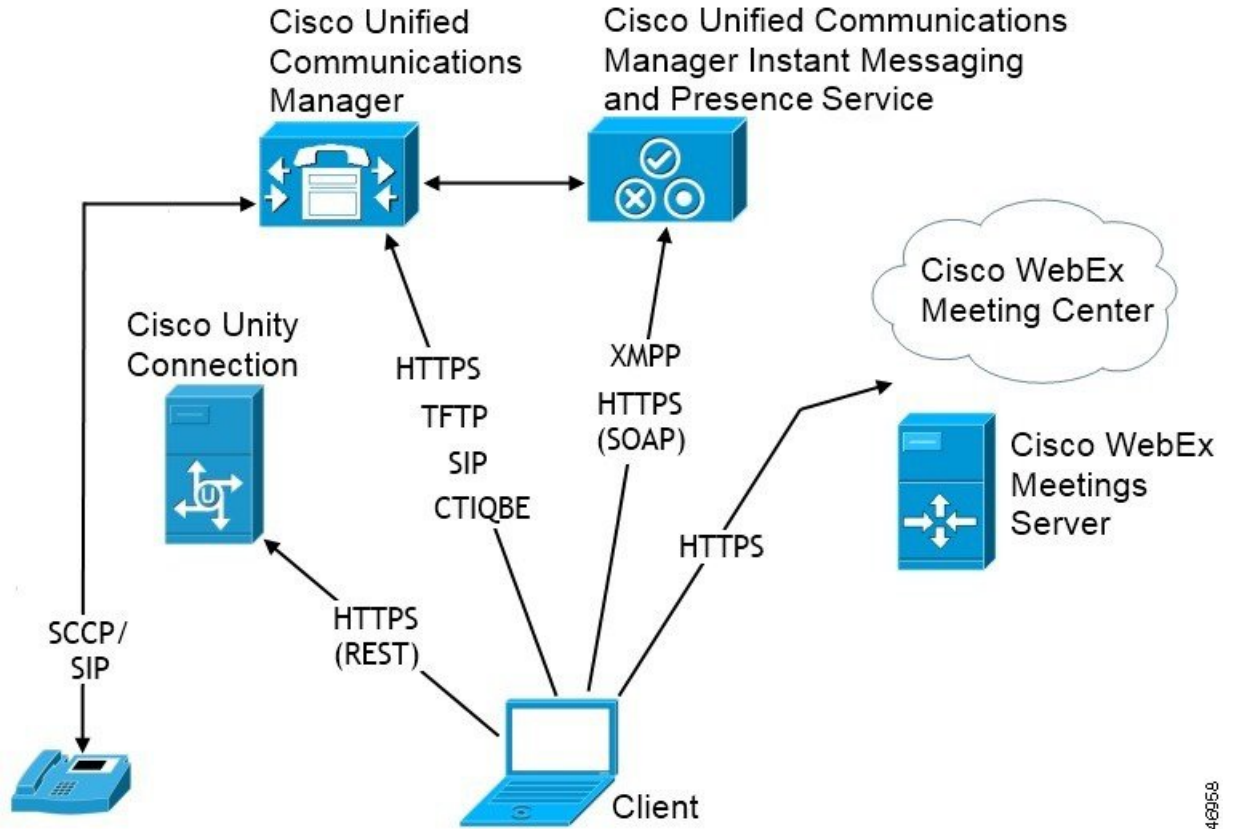 Cisco Unified
Communications
Manager
Cisco Unified Communications
Manager Instant Messaging
and Presence Service
Cisco WebEx
Meeting Center
Cisco Unity
Connection
U
HTTPS
TFTP
SIP
CTIQBE
XMPP
HTTPS
(SOAP)
Cisco WebEx
Meetings
Server
HTTPS
HTTPS
(REST)
SCCP/
SIP
Client
46958